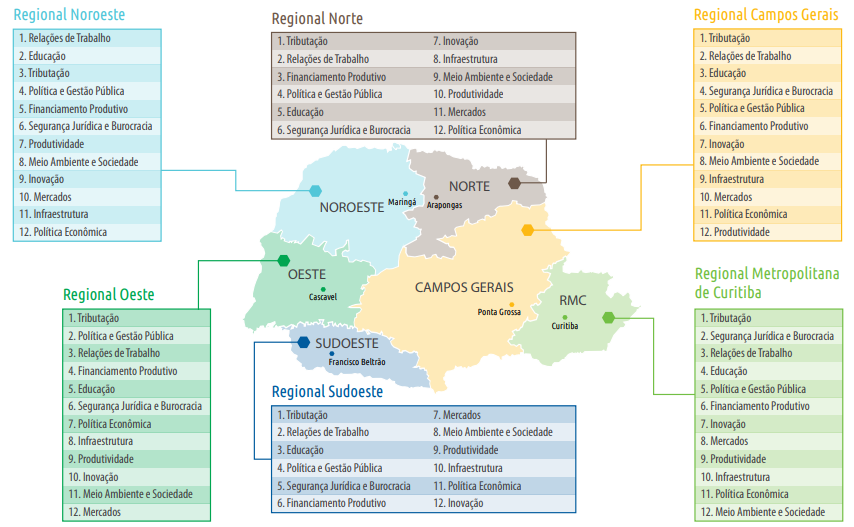 Regional Noroeste
1. Relações de Trabalho
2. Educação
3. Tributação
4. Política e Gestão Pública
5. Financiamento Produtivo
6. Segurança Jurídica e Burocracia
7. Produtividade
8. Meio Ambiente e Sociedade
9. Inovação
10. Mercados
11. Infraestrutura
12. Política Econômica
Regional Norte
1. Tributação
2. Relações de Trabalho
3. Financiamento Produtivo
4. Política e Gestão Pública
5. Educação
6. Segurança Jurídica e Burocracia
7. Inovação
8. Infraestrutura
9. Meio Ambiente e Sociedade
10. Produtividade
11. Mercados
12. Política Econômica
Regional Campos Gerais
1. Tributação
2. Relações de Trabalho
3. Educação
4. Segurança Jurídica e Burocracia
5. Política e Gestão Pública
6. Financiamento Produtivo
7. Inovação
8. Meio Ambiente e Sociedade
9. Infraestrutura
10. Mercados
11. Política Econômica
12. Produtividade
NOROESTE
Maringá
NORTE
Arapongas
OESTE
Cascavel
CAMPOS GERAIS
Ponta Grossa
RMC
Curitiba
SUDOESTE
Francisco Beltrão
Regional Oeste
1. Tributação
2. Política e Gestão Pública
3. Relações de Trabalho
4. Financiamento Produtivo
5. Educação
6. Segurança Jurídica e Burocracia
7. Política Econômica
8. Infraestrutura
9. Produtividade
10. Inovação
11. Meio Ambiente e Sociedade
12. Mercados
Regional Sudoeste
1. Tributação
2. Relações de Trabalho
3. Educação
4. Política e Gestão Pública
5. Segurança Jurídica e Burocracia
6. Financiamento Produtivo
7. Mercados
8. Meio Ambiente e Sociedade
9. Produtividade
10. Infraestrutura
11. Política Econômica
12. Inovação
Regional Metropolitana
de Curitiba
1. Tributação
2. Segurança Jurídica e Burocracia
3. Relações de Trabalho
4. Educação
5. Política e Gestão Pública
6. Financiamento Produtivo
7. Inovação
8. Mercados
9. Produtividade
10. Infraestrutura
11. Política Econômica
12. Meio Ambiente e Sociedade